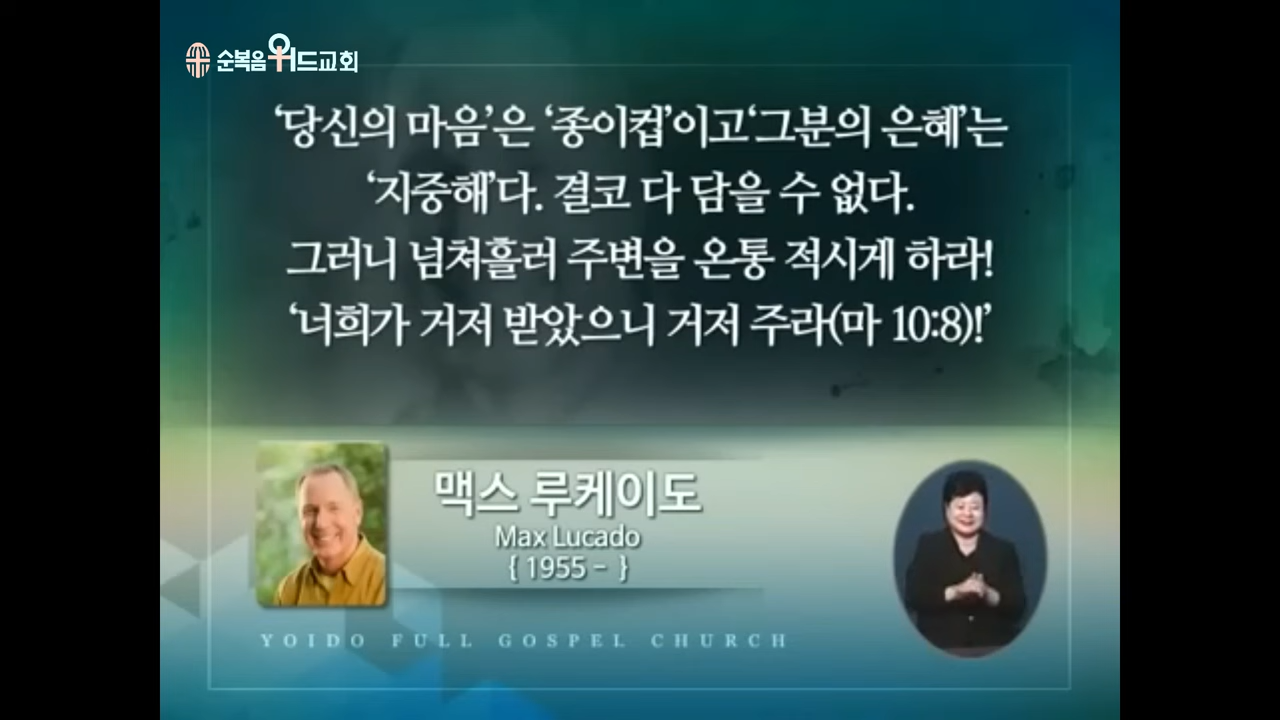 순복음워드교회
‘당신의 마음’은 ‘종이컵’이고‘그분의 은혜’는
‘지중해’다. 결코 다 담을 수 없다.
그러니 넘쳐흘러 주변을 온통 적시게 하라!
‘너희가 거저 받았으니 거저 주라(마 10:8)!’
맥스 루케이도
Max Lucado
{ 1955 - }
YOIDO FULL GOSPEL CHURCH